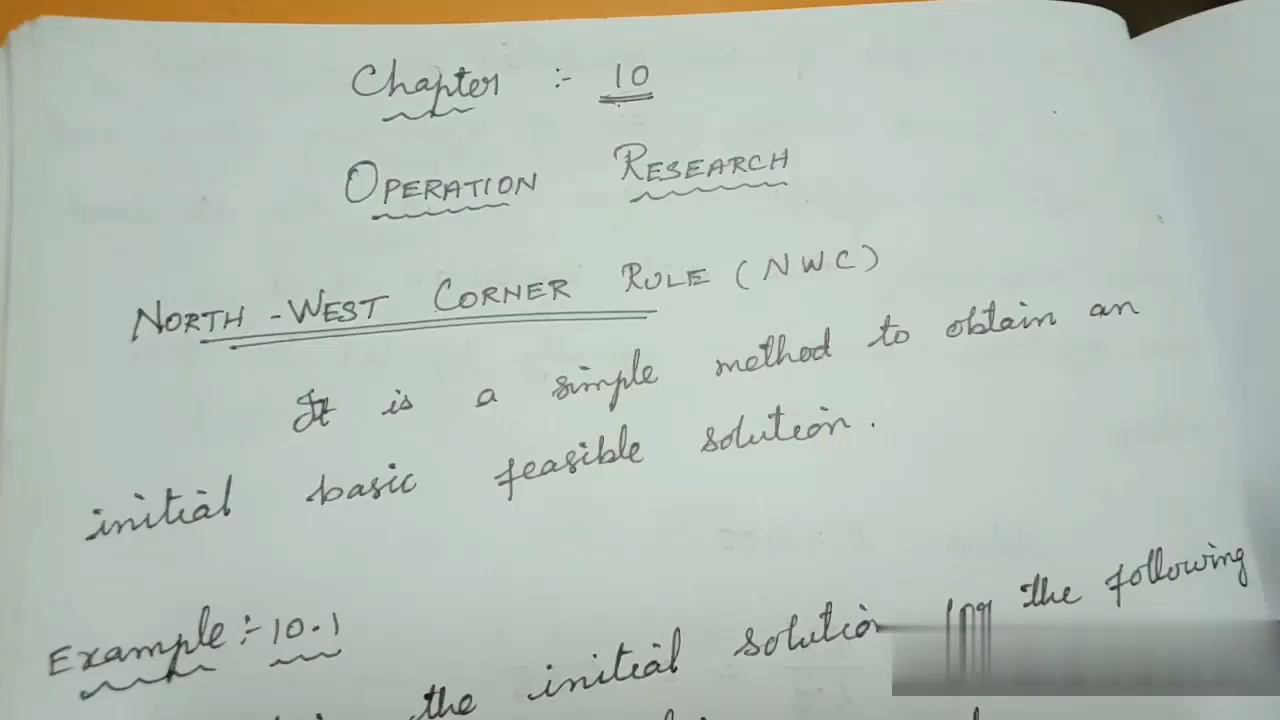 Chapter :- 10
OPERATION RESEARCH
NORTH-WEST CORNER RULE (NWC)
It is a simple method to obtain an
initial basic feasible solution.
Example :- 10.1
the initial solution for the following